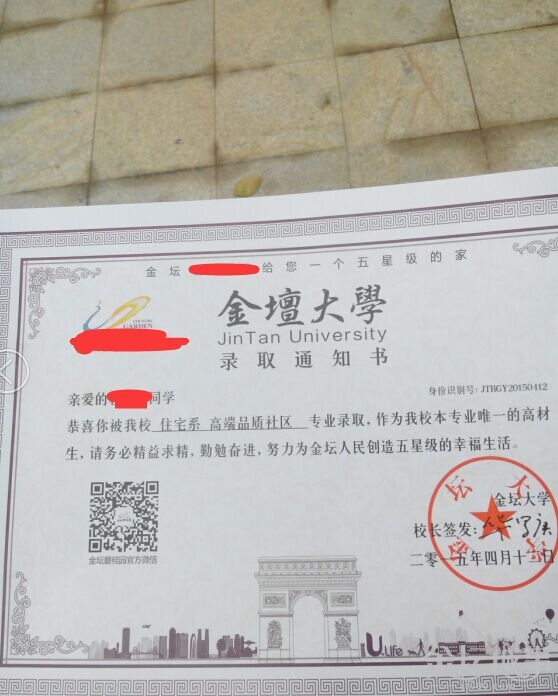 金坛 给您一个五星级的家
COUNTRY
GARDEN
金壇大學
JinTan University
录取通知书
身份识别号: JTBGY20150412
亲爱的 同学
恭喜你被我校 住宅系 高端品质社区 专业录取，作为我校本专业唯一的高材
生，请务必精益求精，勤勉奋进，努力为金坛人民创造五星级的幸福生活。
金坛大学
校长签发:
二零一五年四月十二日
金坛碧桂园官方微信
iU.Life